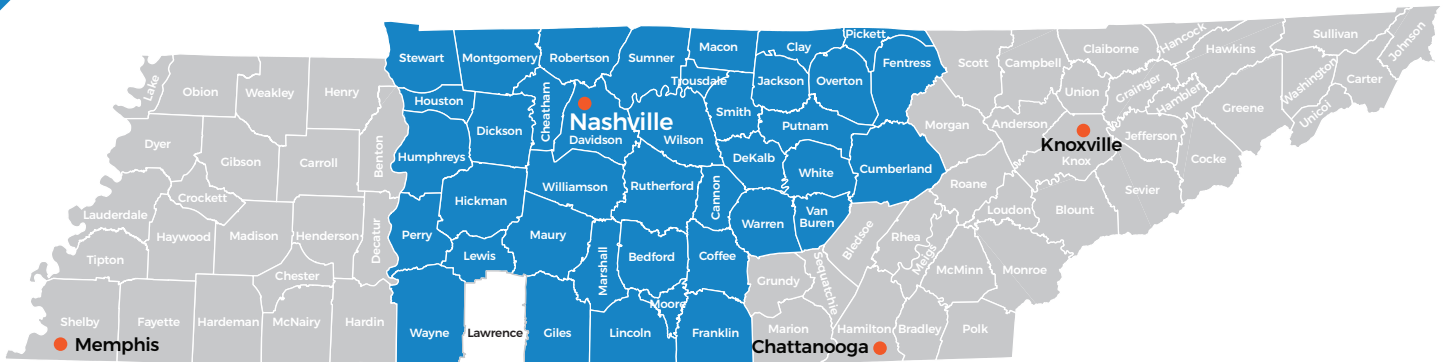 Lake
Obion
Weakley
Henry
Dyer
Gibson
Carroll
Benton
Crockett
Lauderdale
Haywood
Madison
Henderson
Decatur
Tipton
Chester
Shelby
Fayette
Hardeman
McNairy
Hardin
Memphis
Stewart
Montgomery
Robertson
Sumner
Macon
Clay
Pickett
Fentress
Trousdale
Jackson
Overton
Houston
Cheatham
Smith
Dickson
Nashville
Davidson
Wilson
Putnam
Humphreys
DeKalb
White
Cumberland
Williamson
Rutherford
Cannon
Hickman
Warren
Van
Buren
Perry
Maury
Lewis
Marshall
Bedford
Coffee
Moore
Wayne
Lawrence
Giles
Lincoln
Franklin
Scott
Campbell
Claiborne
Hancock
Hawkins
Sullivan
Johnson
Union
Grainger
Hamblen
Washington
Carter
Unicoi
Greene
Morgan
Anderson
Knoxville
Knox
Jefferson
Cocke
Sevier
Roane
Loudon
Blount
Bledsoe
Rhea
Meigs
McMinn
Monroe
Grundy
Sequatchie
Marion
Hamilton
Bradley
Polk
Chattanooga